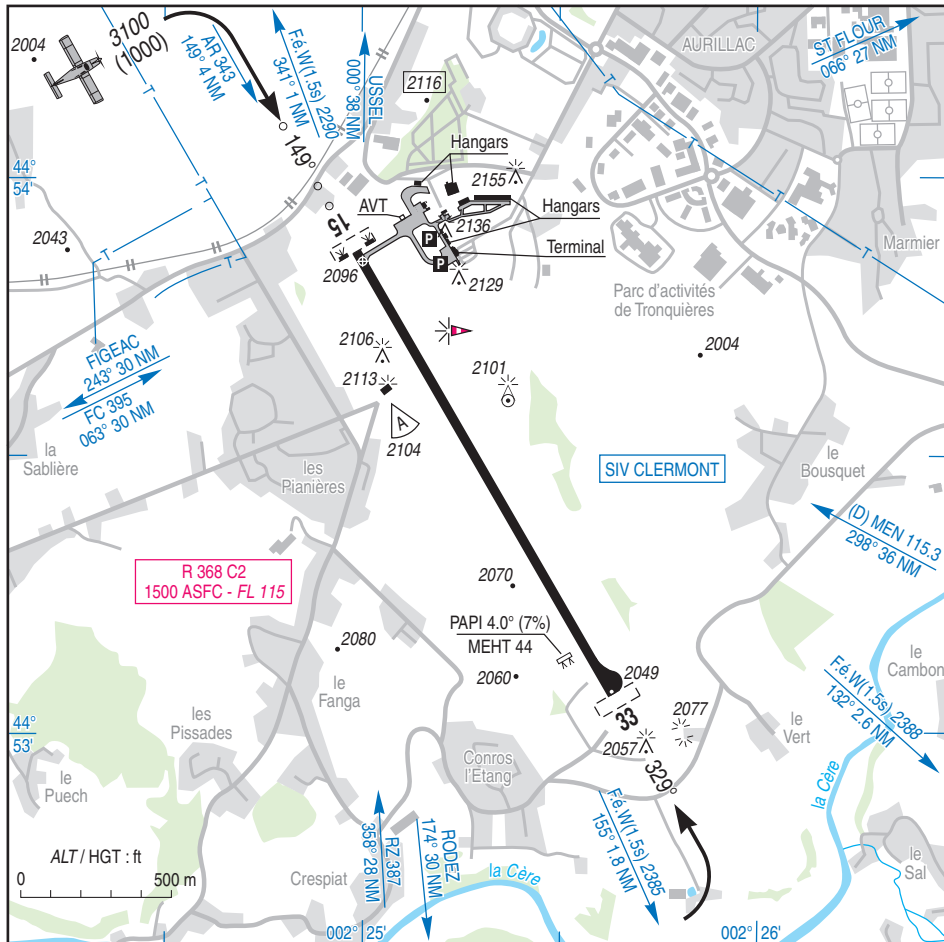 2004
3100
(1000)
AR 343
149° 4 NM
F.é.W(1.5s) 2290
341° 1 NM
USSEL
000° 38 NM
2116
AURILLAC
ST FLOUR
066° 27 NM
44°
54'
149°
Hangars
2155
15
AVT
P
2136
Hangars
Terminal
P
2129
2043
2096
Marmier
Parc d'activités
de Tronquières
2004
FIGEAC
243° 30 NM
FC 395
063° 30 NM
2106
2113
2101
A
2104
la
Sablière
les
Pianières
SIV CLERMONT
le
Bousquet
(D) MEN 115.3
298° 36 NM
R 368 C2
1500 ASFC - FL 115
2070
PAPI 4.0° (7%)
MEHT 44
2080
2060
2049
le
Cambon
F.é.W(1.5s) 2388
132° 2.6 NM
le
Fanga
les
Pissades
33
2077
2057
le
Vert
44°
53'
329°
le
Puech
Conros
l'Etang
la Cère
F.é.W(1.5s) 2385
155° 1.8 NM
RZ 387
358° 28 NM
RODEZ
174° 30 NM
la Cère
le
Sal
ALT / HGT : ft
0 500 m
Crespiat
002° 25'
002° 26'